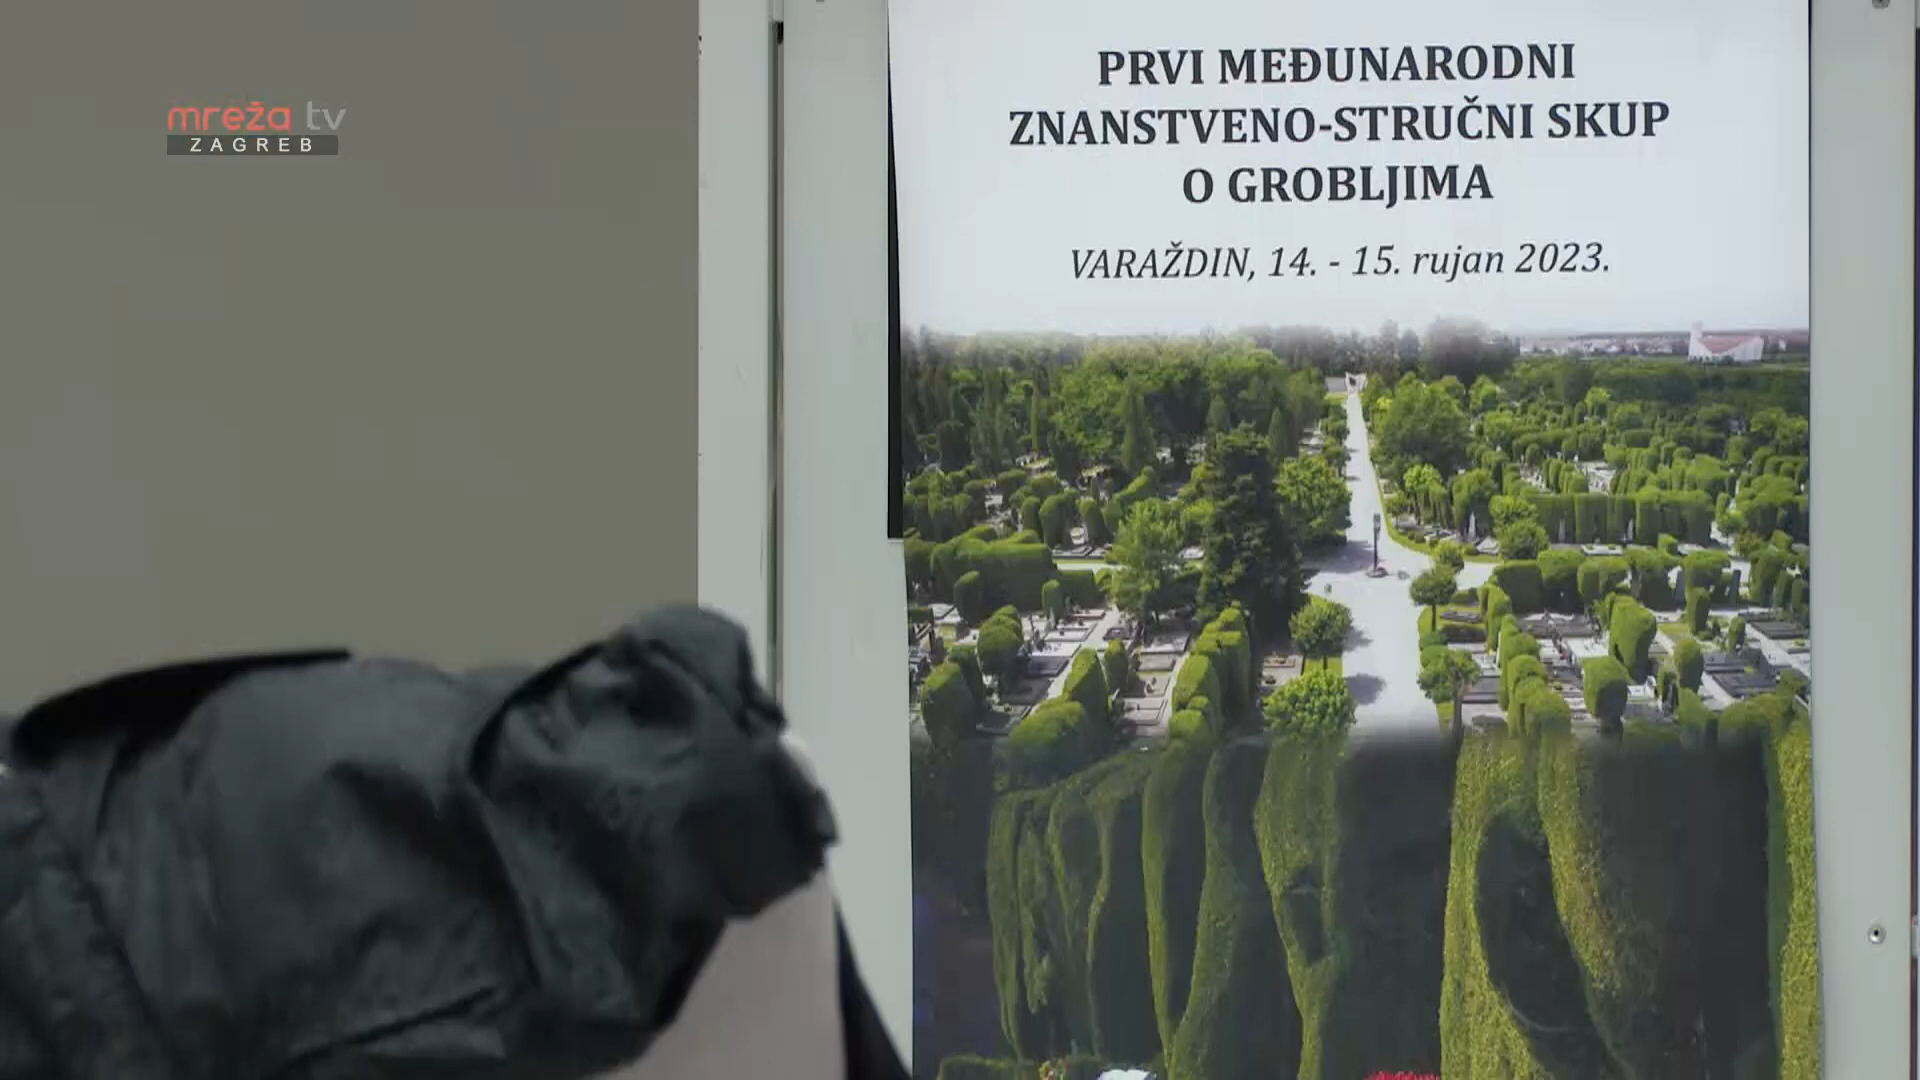 mreža tv
ZAGREB
PRVI MEĐUNARODNI
ZNANSTVENO-STRUČNI SKUP
O GROBLJIMA
VARAŽDIN, 14. - 15. rujan 2023.